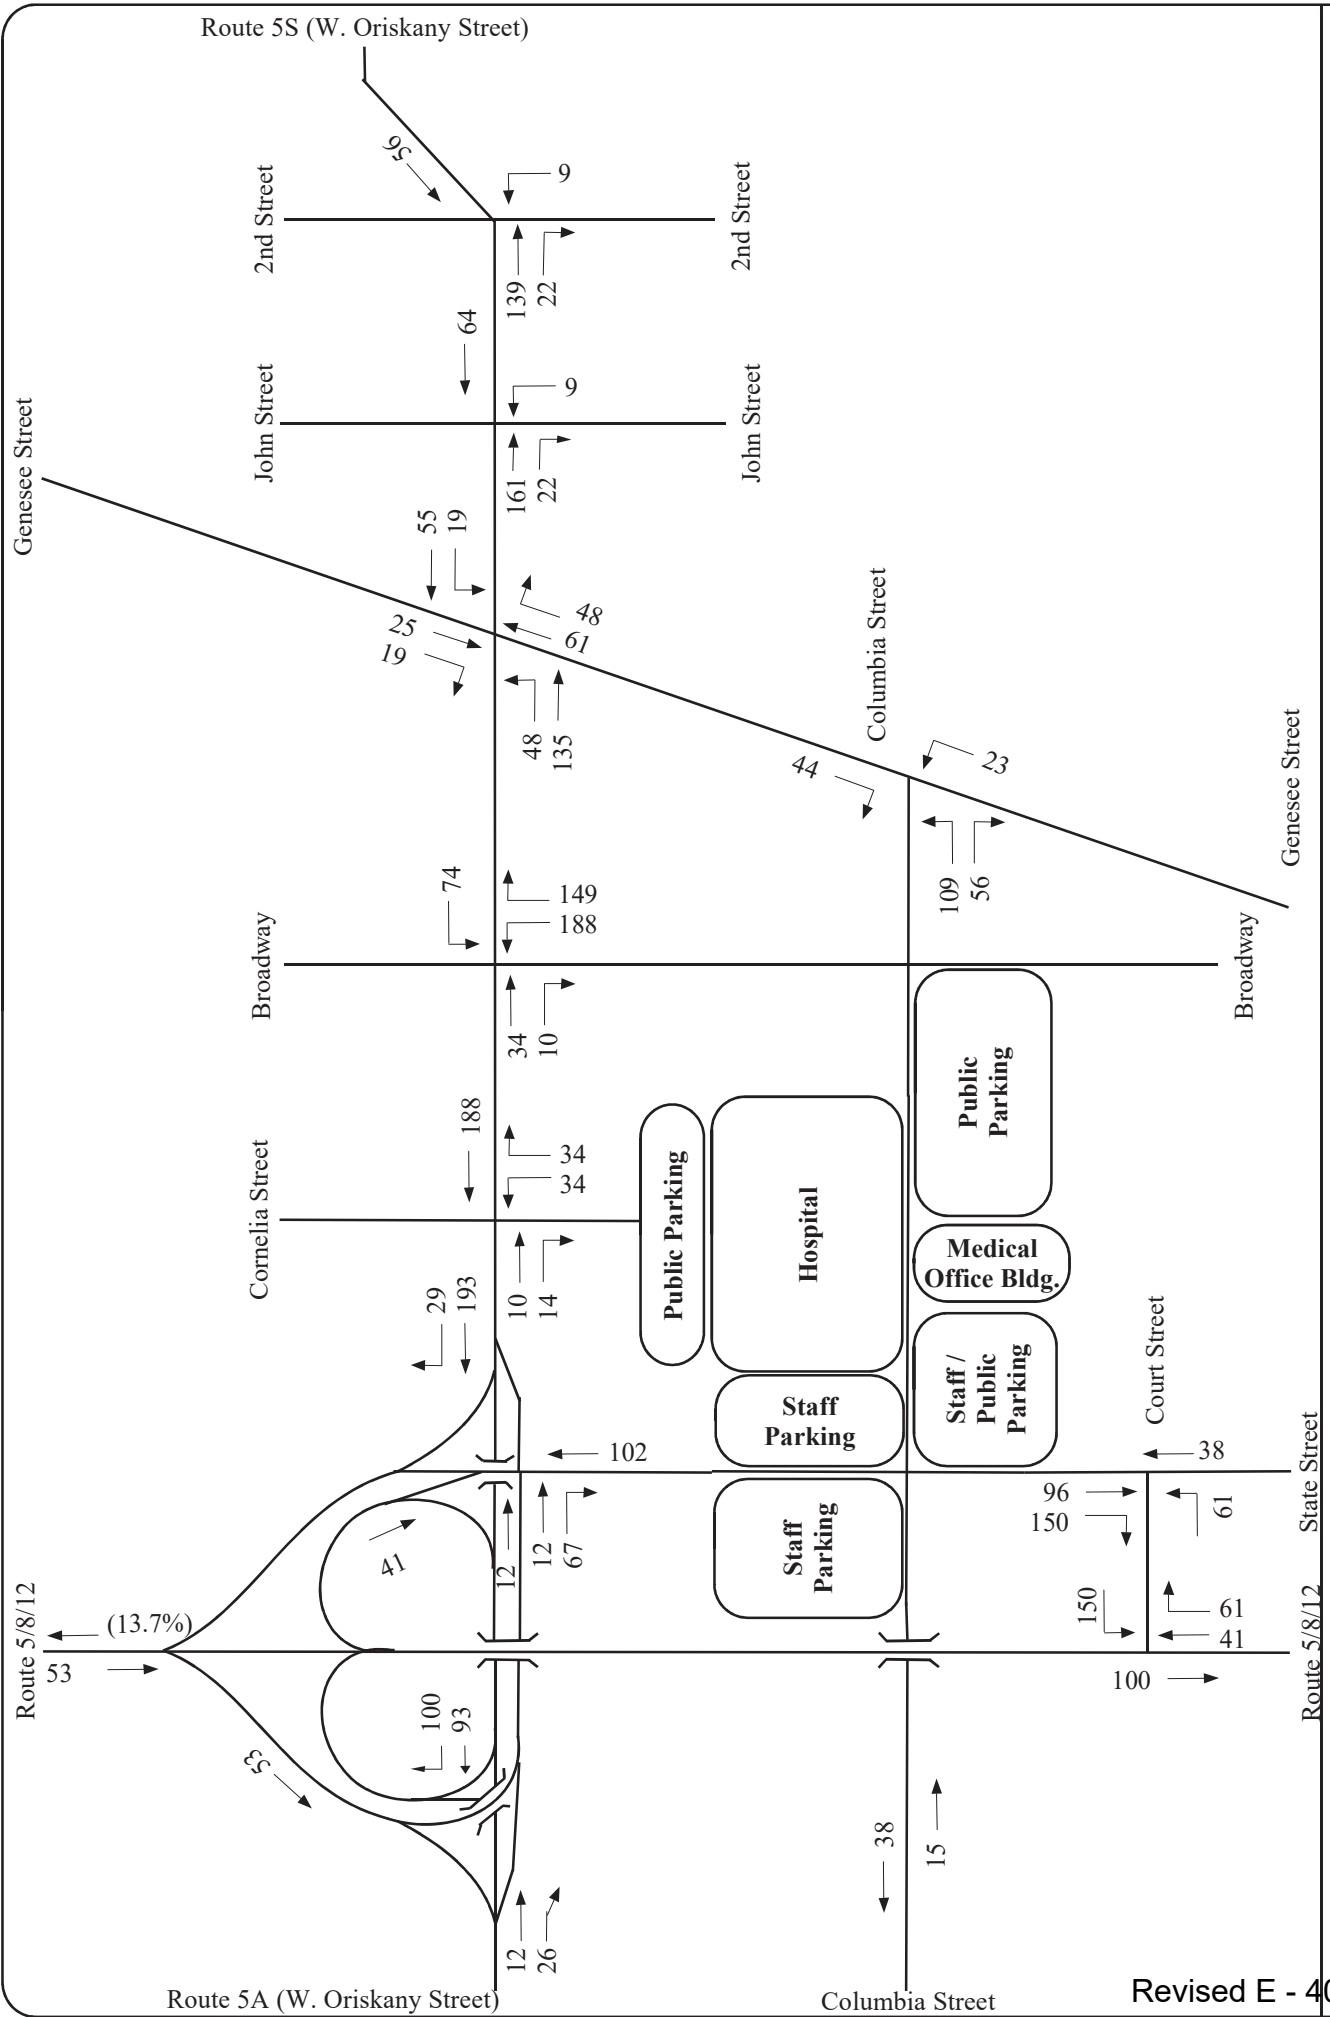 Route 5S (W. Oriskany Street)
56
9
2nd Street
2nd Street
139
22
64
9
John Street
John Street
161
22
Genesee Street
55
19
48
61
25
19
48
135
Columbia Street
44
23
109
56
Genesee Street
74
149
188
Broadway
Broadway
34
10
188
34
34
Cornelia Street
Public Parking
Hospital
Public
Parking
Medical
Office Bldg.
29
193
10
14
Staff /
Public
Parking
Court Street
Staff
Parking
102
38
State Street
96
150
61
12
67
12
41
Staff
Parking
Route 5/8/12
(13.7%)
53
150
61
41
100
Route 5/8/12
100
93
53
38
15
12
26
Route 5A (W. Oriskany Street)
Columbia Street
Revised E - 40